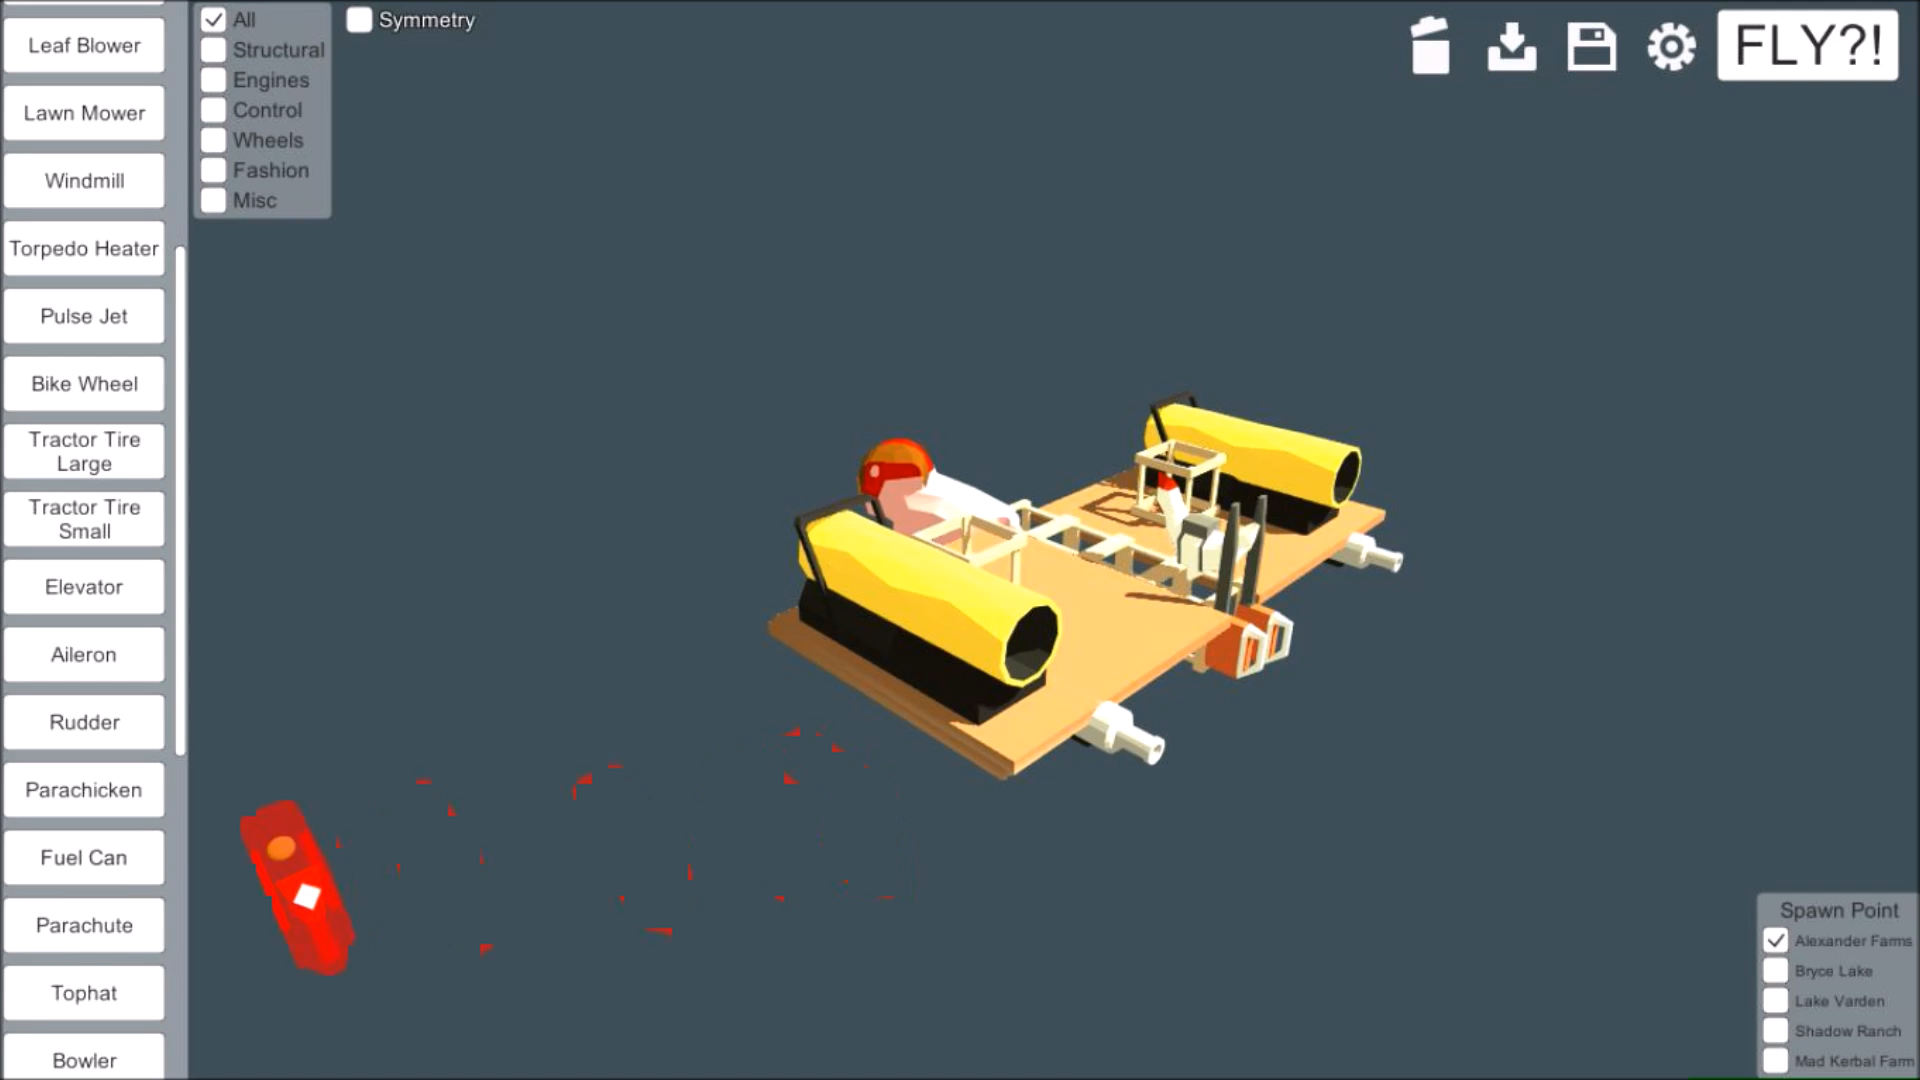 Leaf Blower
Lawn Mower
Windmill
Torpedo Heater
Pulse Jet
Bike Wheel
Tractor Tire
Large
Tractor Tire
Small
Elevator
Aileron
Rudder
Parachicken
Fuel Can
Parachute
Tophat
Bowler
All
Structural
Engines
Control
Wheels
Fashion
Misc
Symmetry
FLY?!
Spawn Point
Alexander Farms
Bryce Lake
Lake Varden
Shadow Ranch
Mad Kerbal Farm